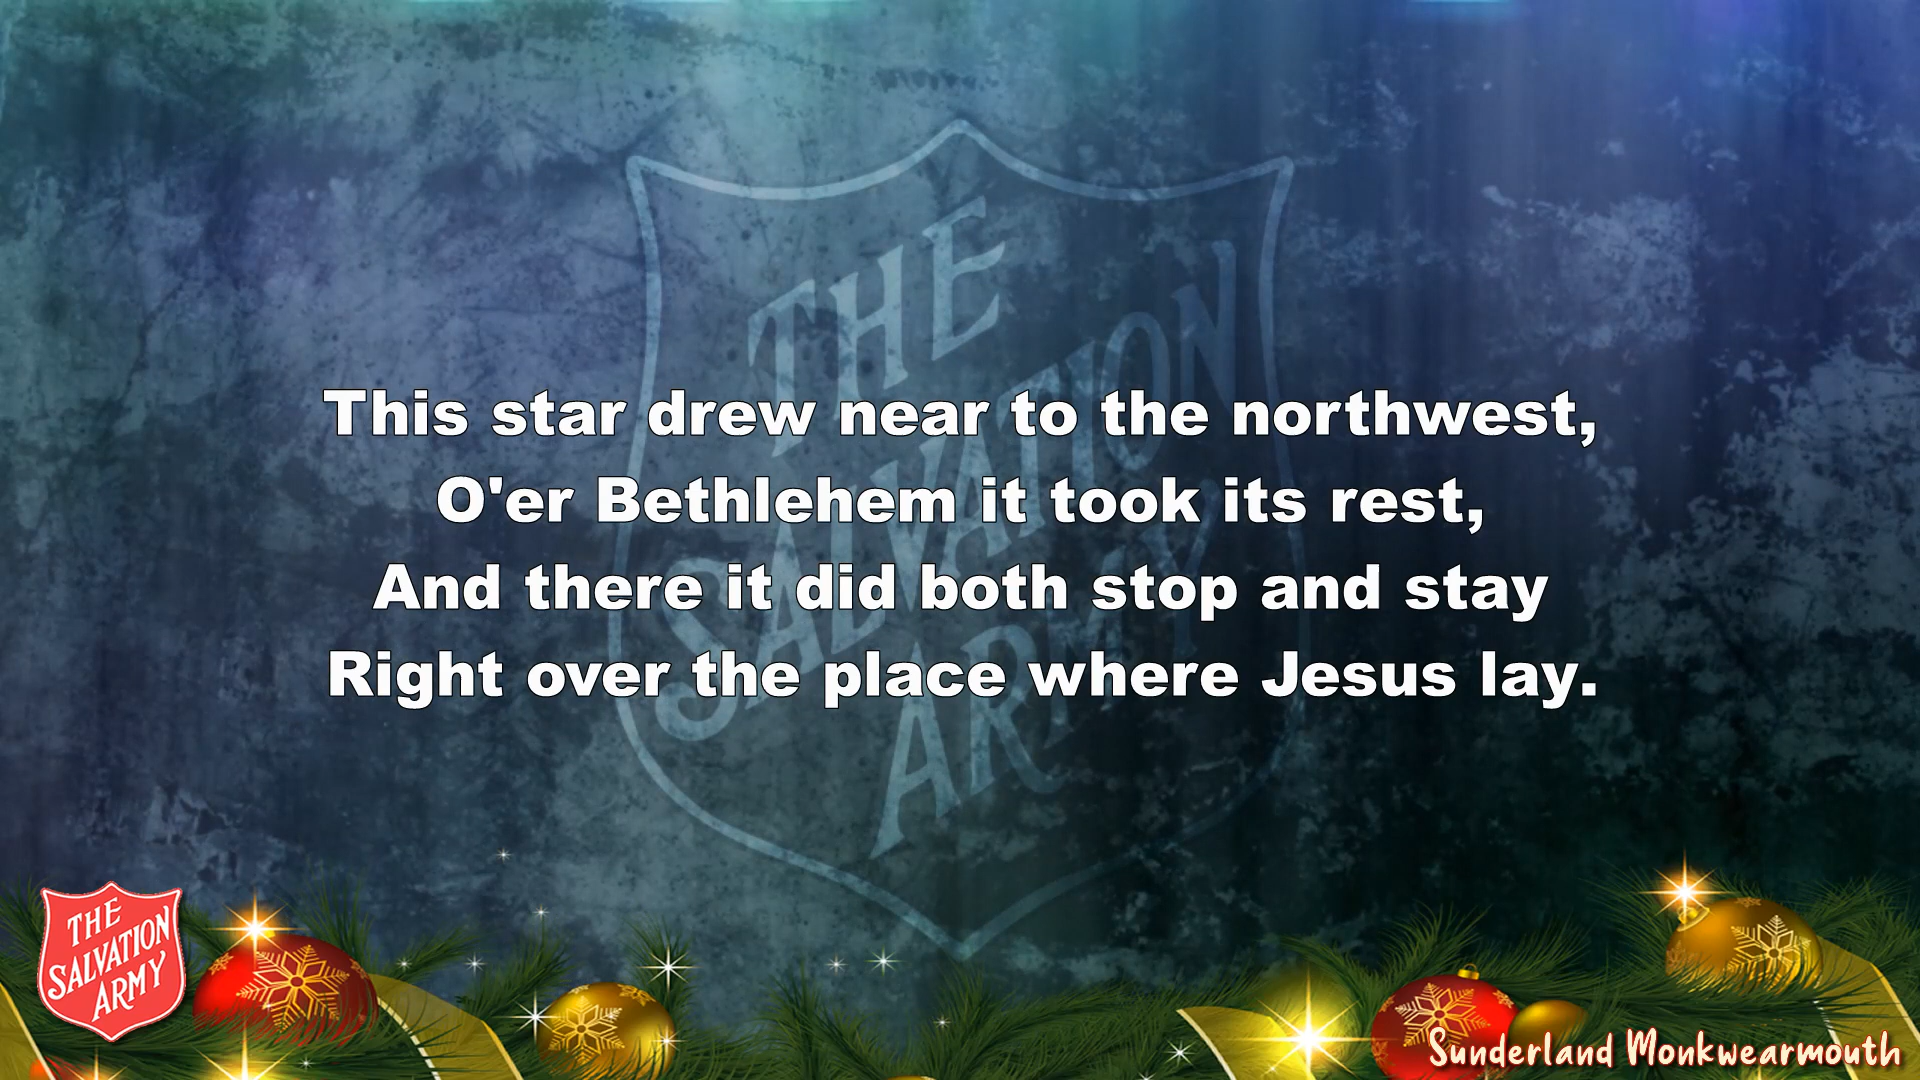 THE
SALVATION
ARMY
This star drew near to the northwest,
O'er Bethlehem it took its rest,
And there it did both stop and stay
Right over the place where Jesus lay.
THE
SALVATION
ARMY
Sunderland Monkwearmouth